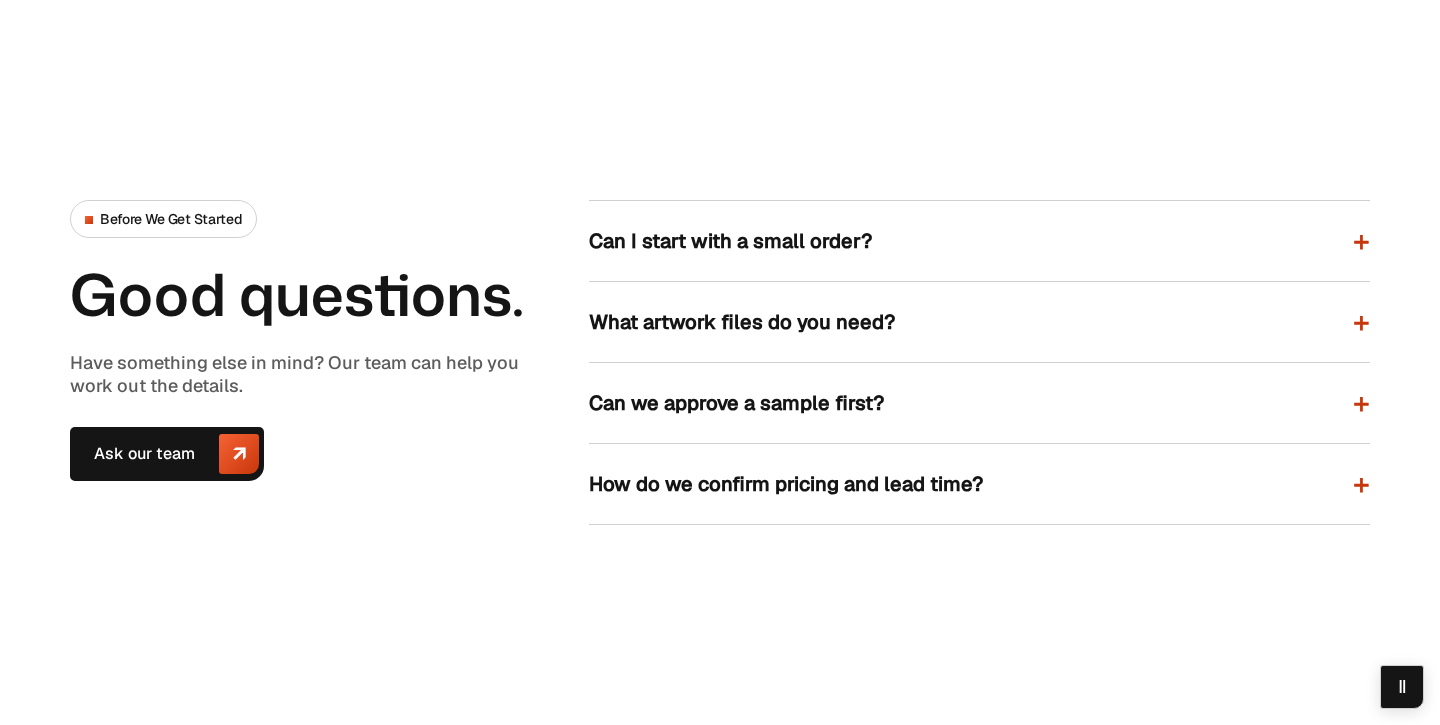 Before We Get Started
Good questions.
Have something else in mind? Our team can help you
work out the details.
Ask our team
Can I start with a small order?
What artwork files do you need?
Can we approve a sample first?
How do we confirm pricing and lead time?